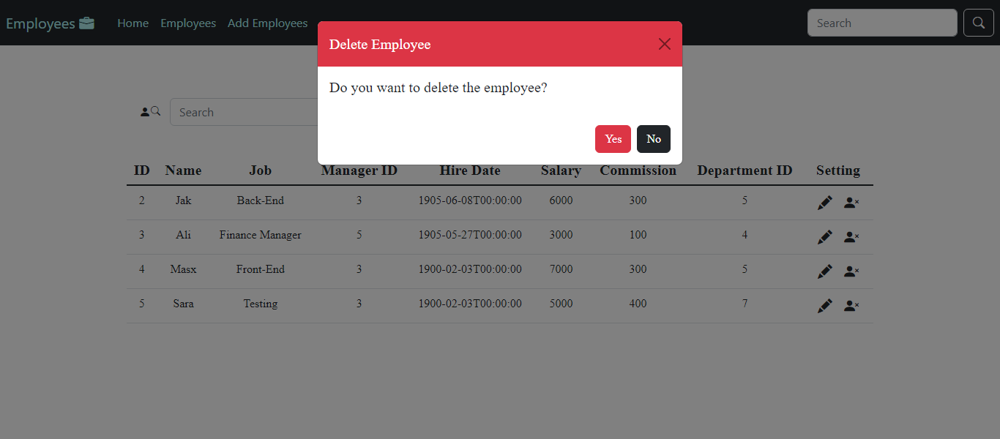 Employees Home Employees Add Employees Search
Delete Employee
Do you want to delete the employee?
Search
Yes No
ID Name Job Manager ID Hire Date Salary Commission Department ID Setting
2 Jak Back-End 3 1905-06-08T00:00:00 6000 300 5
3 Ali Finance Manager 5 1905-05-27T00:00:00 3000 100 4
4 Masx Front-End 3 1900-02-03T00:00:00 7000 300 5
5 Sara Testing 3 1900-02-03T00:00:00 5000 400 7